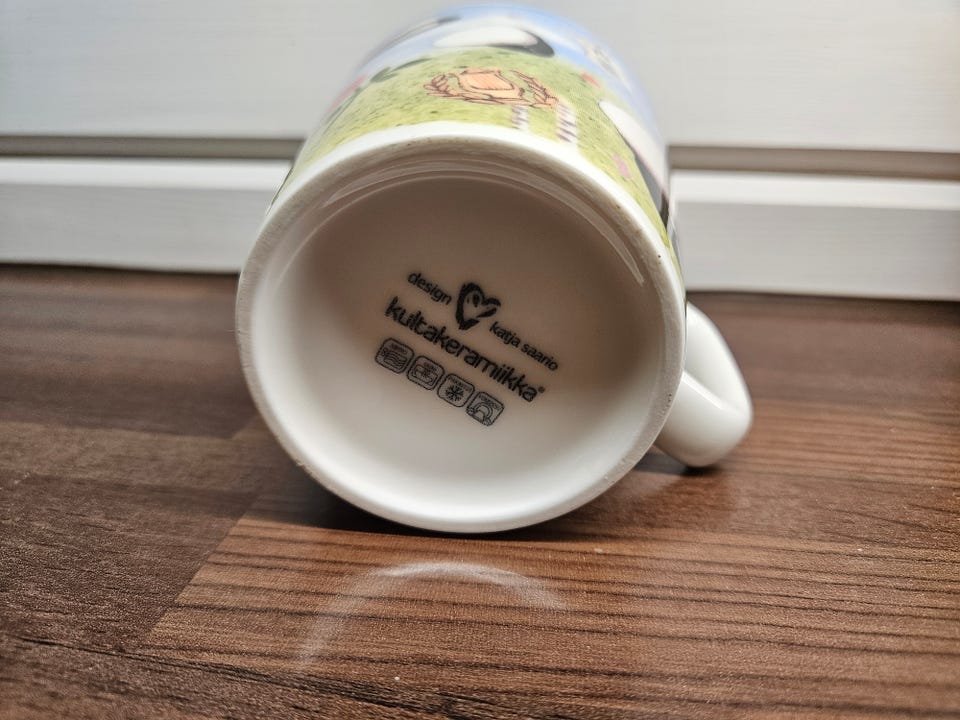 design katja saario
kultakeramiikka®